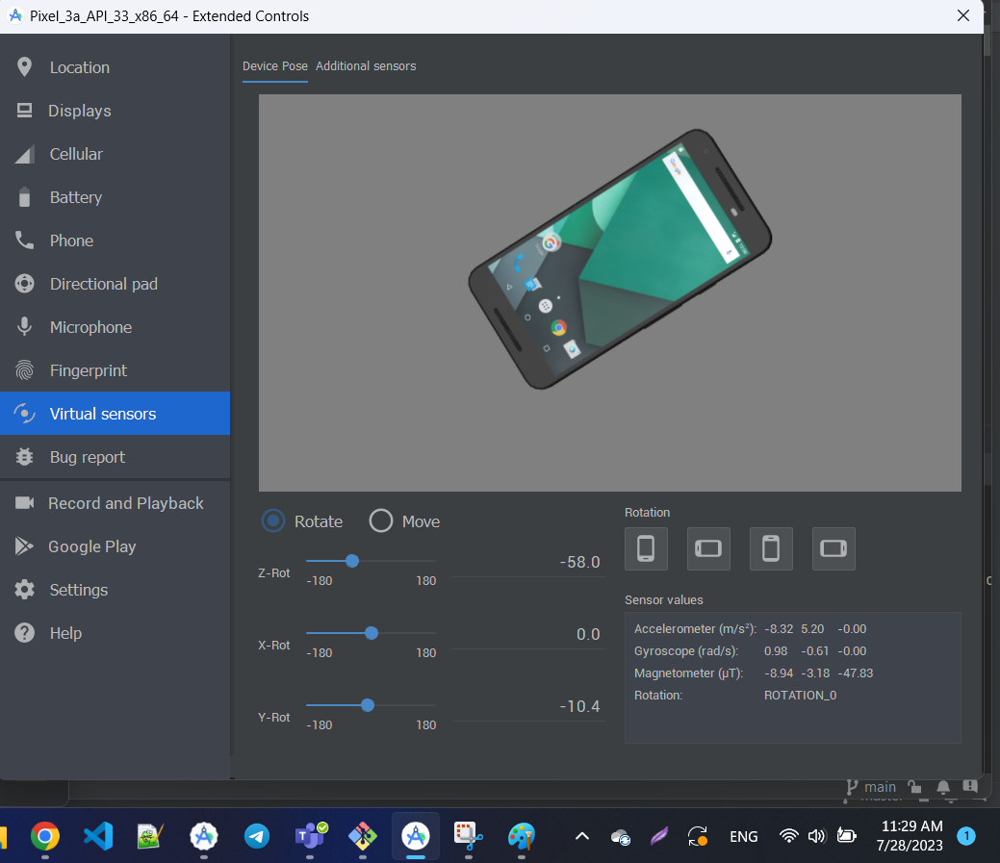 Pixel_3a_API_33_x86_64 - Extended Controls
Location
Displays
Cellular
Battery
Phone
Directional pad
Microphone
Fingerprint
Virtual sensors
Bug report
Record and Playback
Google Play
Settings
Help
Device Pose Additional sensors
Google
Rotate Move
Z-Rot -180 180 -58.0
X-Rot -180 180 0.0
Y-Rot -180 180 -10.4
Rotation
Sensor values
Accelerometer (m/s²): -8.32 5.20 -0.00
Gyroscope (rad/s): 0.98 -0.61 -0.00
Magnetometer (μT): -8.94 -3.18 -47.83
Rotation: ROTATION_0
main
master
ENG
11:29 AM
7/28/2023
1